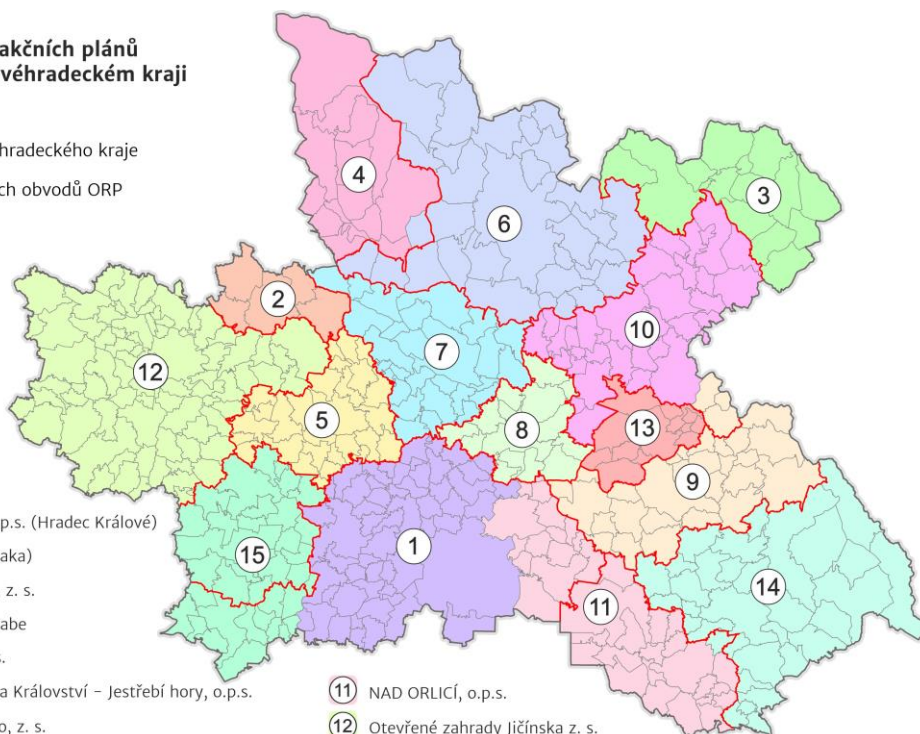 akčních plánů
véhradeckém kraji
hradeckého kraje
ch obvodů ORP
4
6
3
2
10
7
12
5
8
13
9
1
15
14
11
p.s. (Hradec Králové)
aka)
z. s.
abe
s.
a Království – Jestřebí hory, o.p.s.
o, z. s.
11 NAD ORLICÍ, o.p.s.
12 Otevřené zahrady Jičínska z. s.